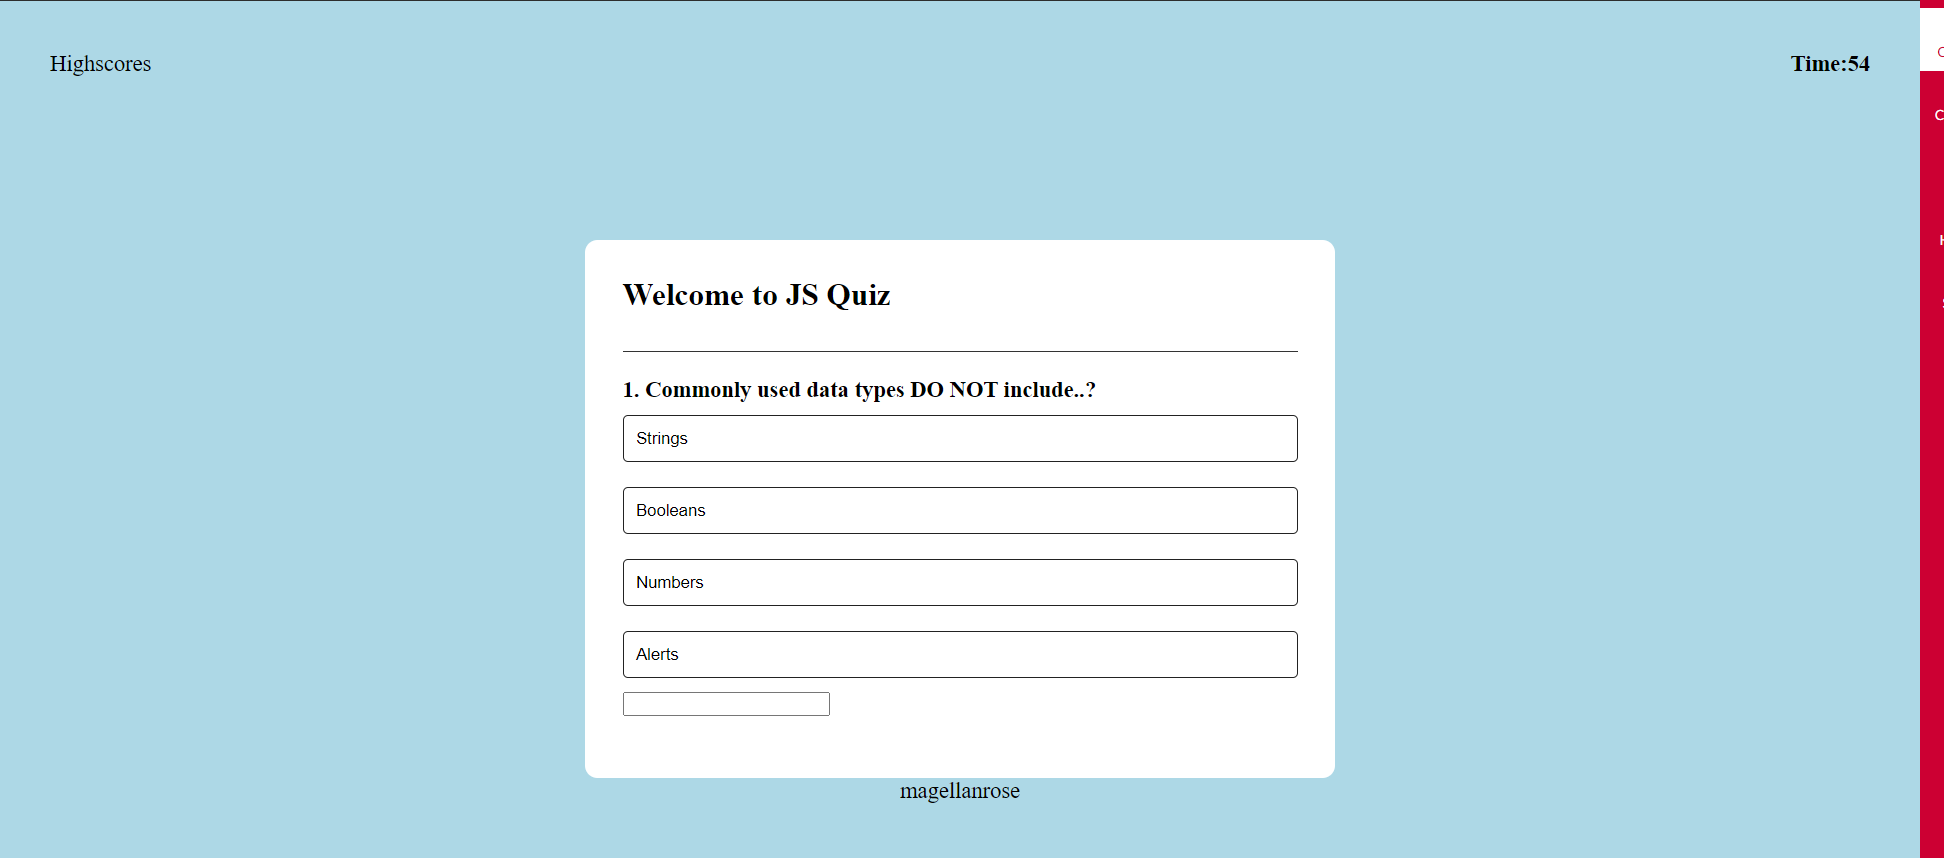 Highscores
Time:54
Welcome to JS Quiz
1. Commonly used data types DO NOT include..?
Strings
Booleans
Numbers
Alerts
magellanrose